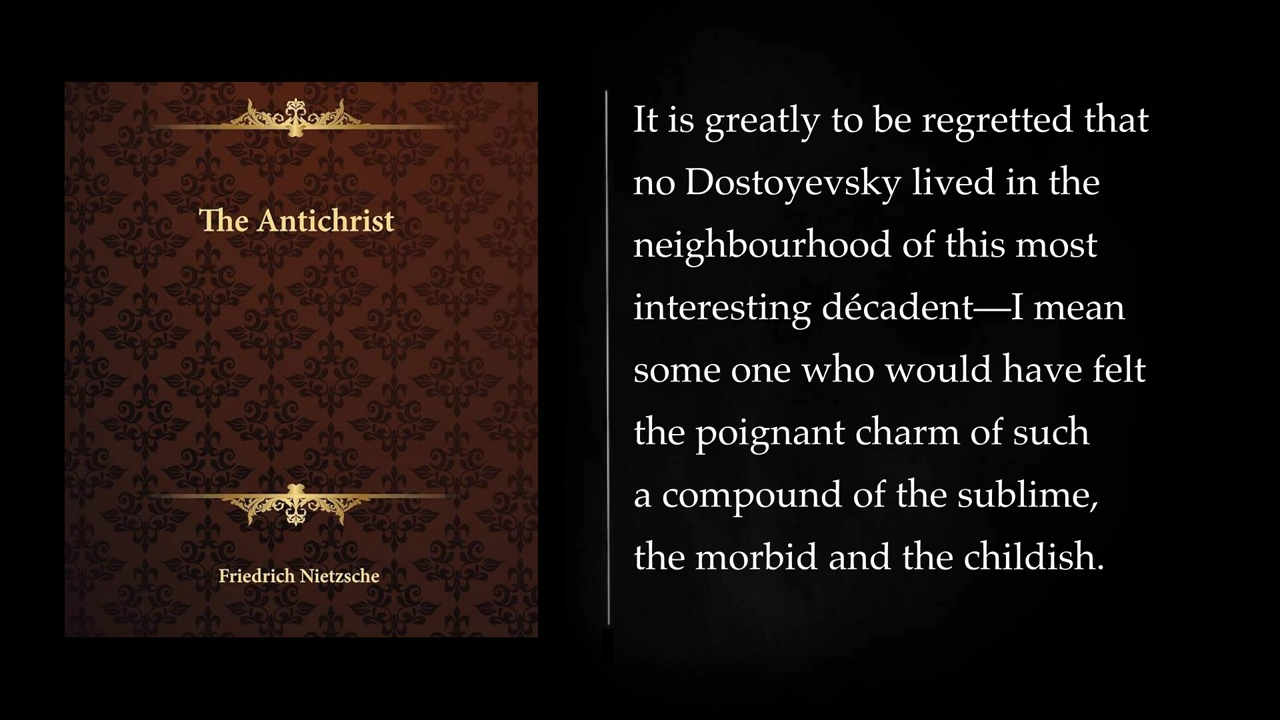 The Antichrist
Friedrich Nietzsche
It is greatly to be regretted that
no Dostoyevsky lived in the
neighbourhood of this most
interesting décadent—I mean
some one who would have felt
the poignant charm of such
a compound of the sublime,
the morbid and the childish.